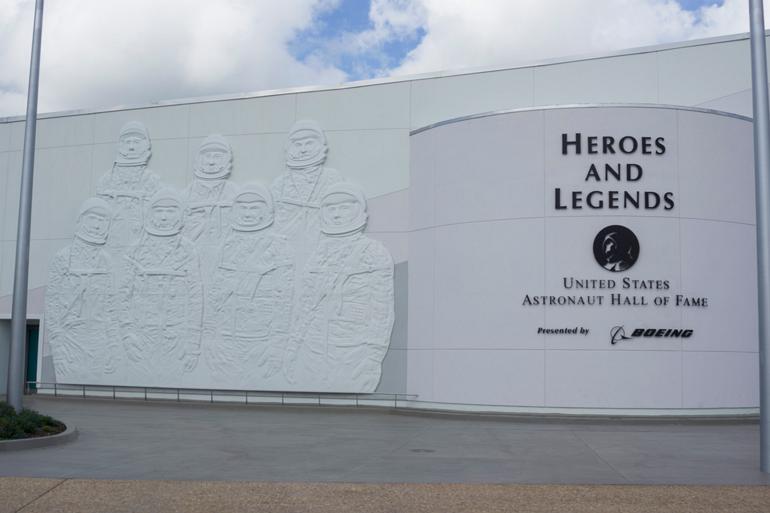 Heroes
and
Legends
United States
Astronaut Hall of Fame
Presented by BOEING